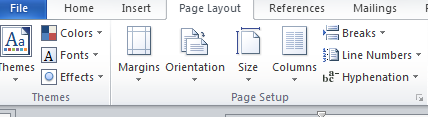 File Home Insert Page Layout References Mailings
Aa Themes
Colors
A Fonts
Effects
Themes
Margins Orientation Size Columns
Breaks
Line Numbers
Hyphenation
Page Setup